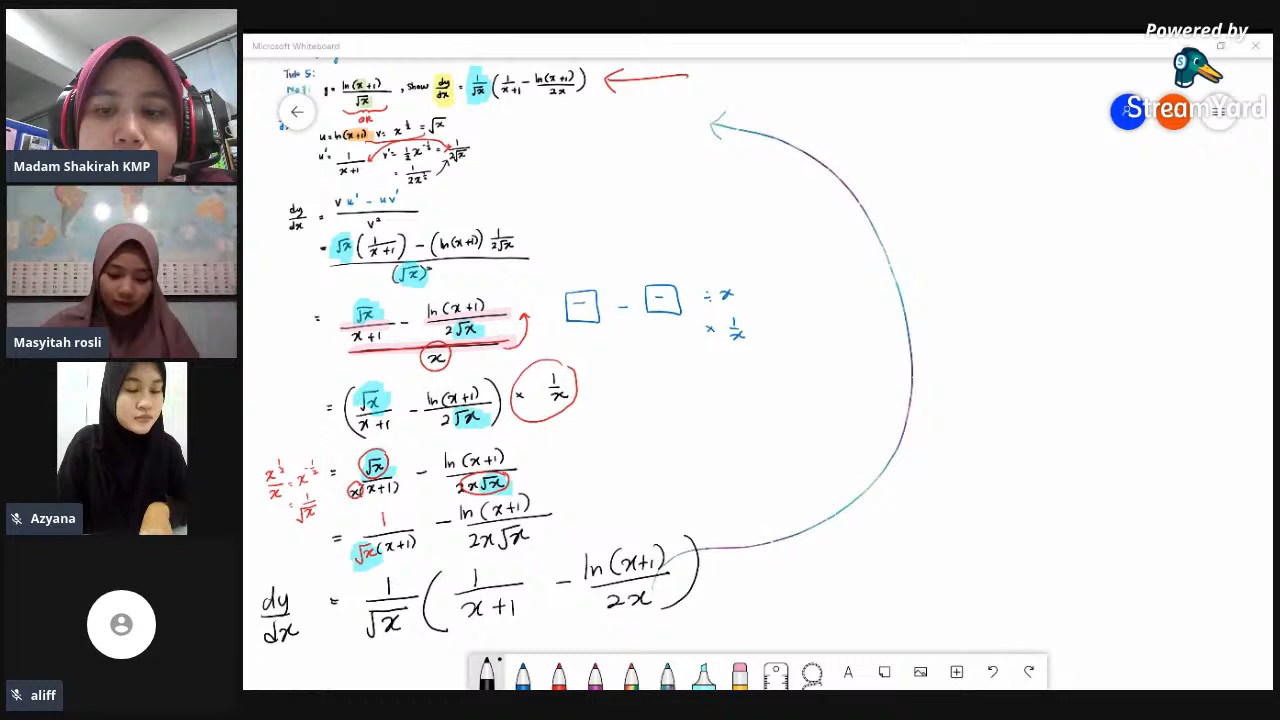 Powered by
StreamYard
Microsoft Whiteboard
Madam Shakirah KMP
Masyitah rosli
Azyana
aliff
Tuto 5:
No 1: y = ln(x+1)/√x , show dy/dx = 1/√x (1/(x+1) − ln(x+1)/2x)
QR
u = ln(x+1) v = x^(1/2) = √x
u' = 1/(x+1) v' = 1/2 x^(-1/2) = 1/(2√x)
= 1/(2x^(1/2))
dy/dx = (vu' − uv')/v²
= (√x (1/(x+1)) − (ln(x+1)) 1/(2√x))/(√x)²
= (√x/(x+1) − ln(x+1)/(2√x))/x
− − − ÷ x
× 1/x
= (√x/(x+1) − ln(x+1)/(2√x)) × 1/x
x^(1/2)/x = x^(-1/2)
= 1/√x
= √x/(x(x+1)) − ln(x+1)/(2x√x)
= 1/(√x(x+1)) − ln(x+1)/(2x√x)
dy/dx = 1/√x (1/(x+1) − ln(x+1)/2x)
A